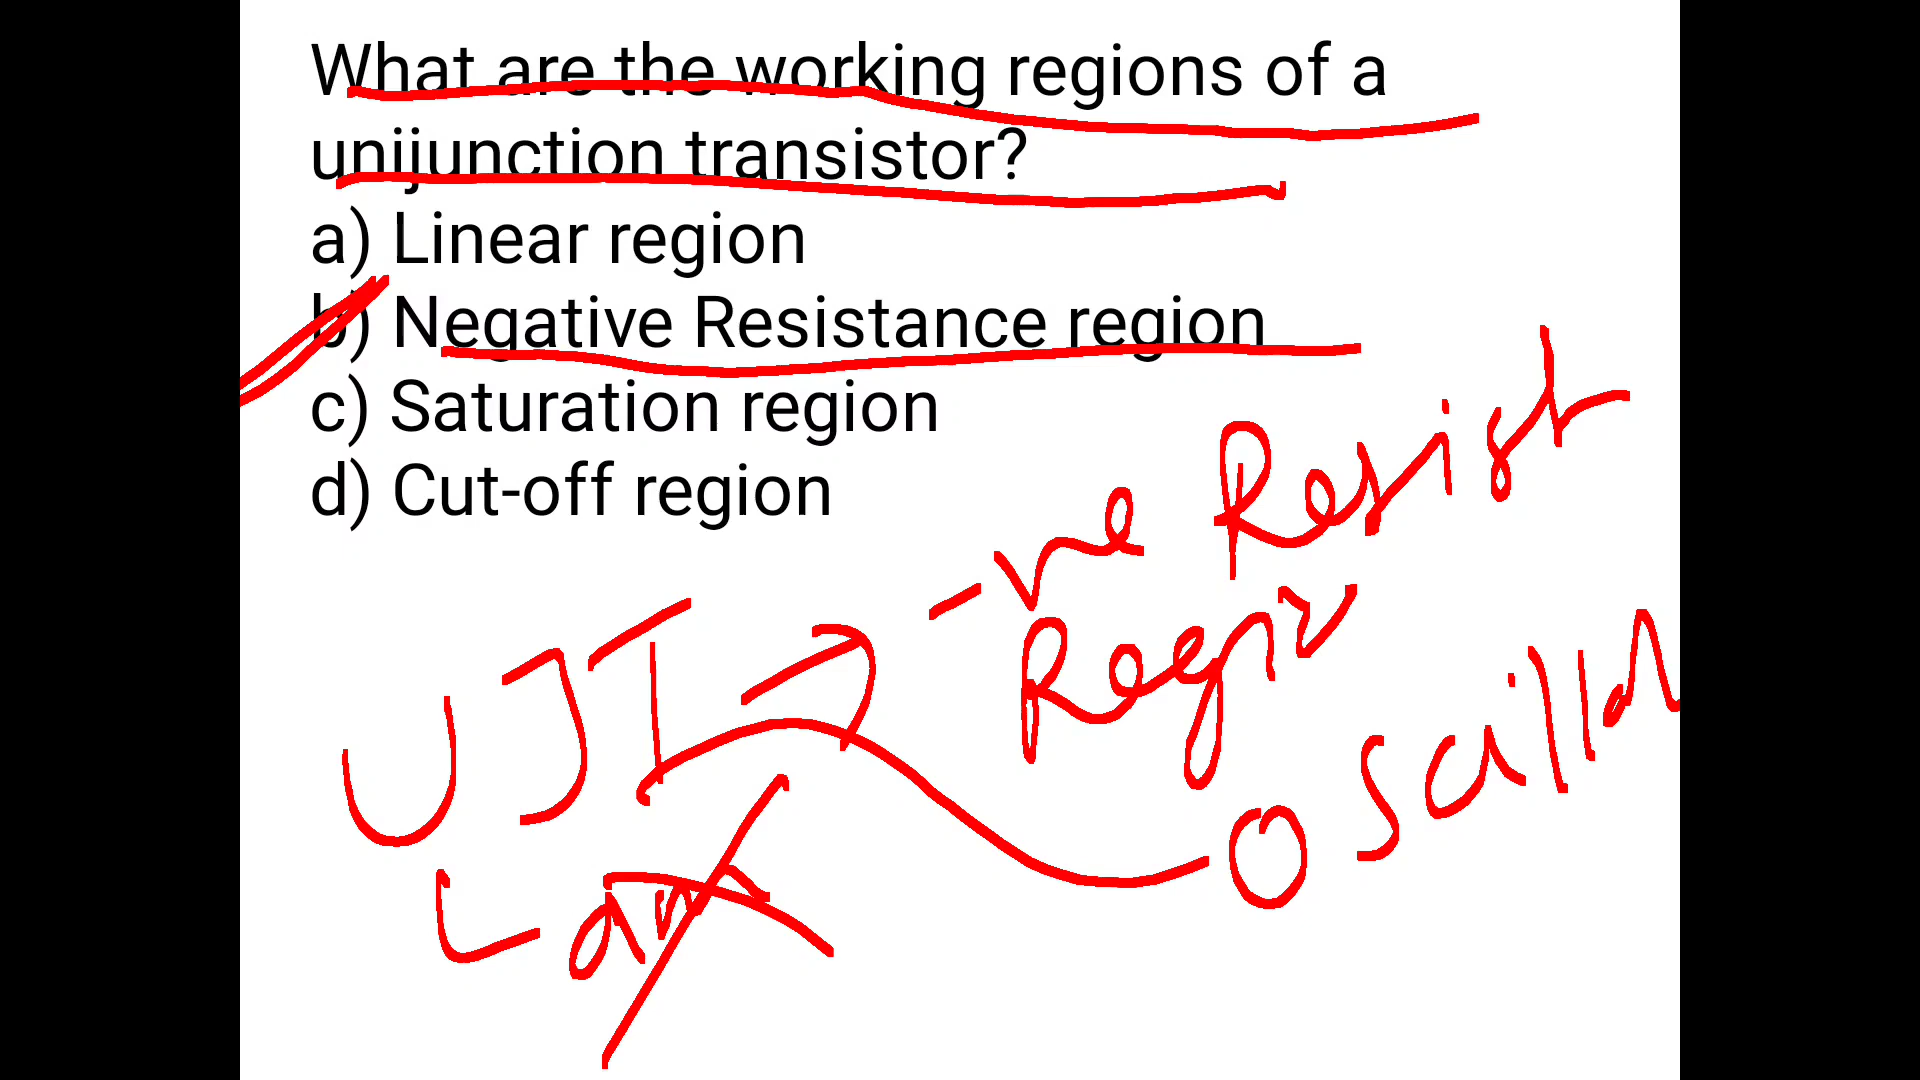 What are the working regions of a
unijunction transistor?
a) Linear region
b) Negative Resistance region
c) Saturation region
d) Cut-off region
UJT → -ve Resist
Region
Oscillat